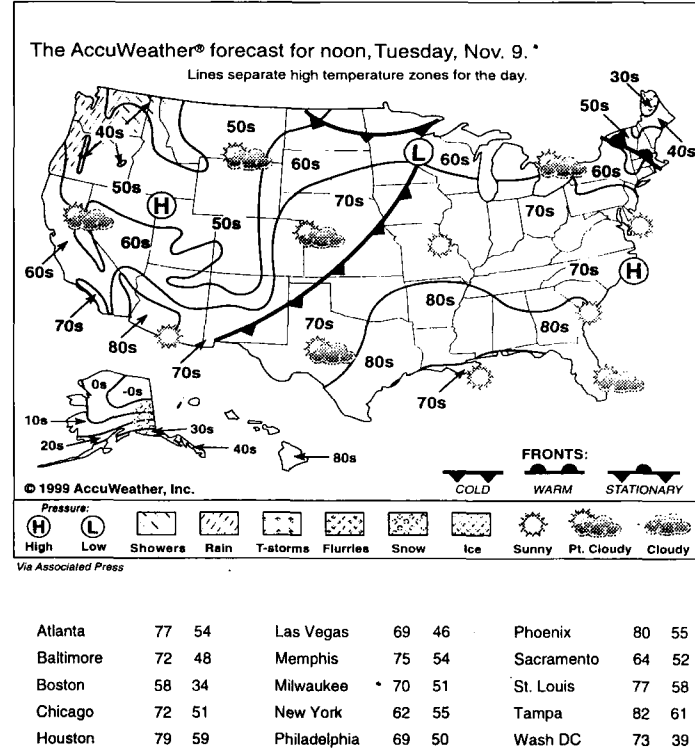 The AccuWeather® forecast for noon, Tuesday, Nov. 9.
Lines separate high temperature zones for the day.
30s
50s
40s
50s
40s
60s
60s
L
60s
50s
70s
70s
H
50s
60s
60s
70s
H
80s
70s
80s
70s
80s
80s
70s
70s
0s
-0s
10s
20s
30s
40s
80s
FRONTS:
COLD WARM STATIONARY
© 1999 AccuWeather, Inc.
Pressure:
H L
High Low Showers Rain T-storms Flurries Snow Ice Sunny Pt. Cloudy Cloudy
Via Associated Press
Atlanta 77 54 Las Vegas 69 46 Phoenix 80 55
Baltimore 72 48 Memphis 75 54 Sacramento 64 52
Boston 58 34 Milwaukee 70 51 St. Louis 77 58
Chicago 72 51 New York 62 55 Tampa 82 61
Houston 79 59 Philadelphia 69 50 Wash DC 73 39